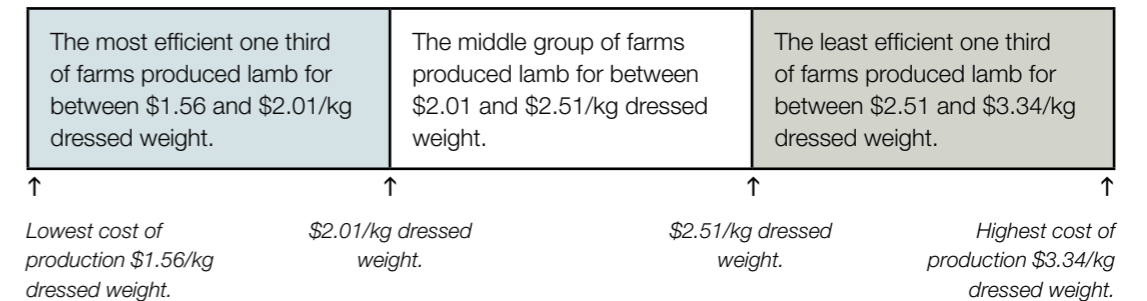 The most efficient one third
of farms produced lamb for
between $1.56 and $2.01/kg
dressed weight.
The middle group of farms
produced lamb for between
$2.01 and $2.51/kg dressed
weight.
The least efficient one third
of farms produced lamb for
between $2.51 and $3.34/kg
dressed weight.
↑ ↑ ↑ ↑
Lowest cost of
production $1.56/kg
dressed weight.
$2.01/kg dressed
weight.
$2.51/kg dressed
weight.
Highest cost of
production $3.34/kg
dressed weight.